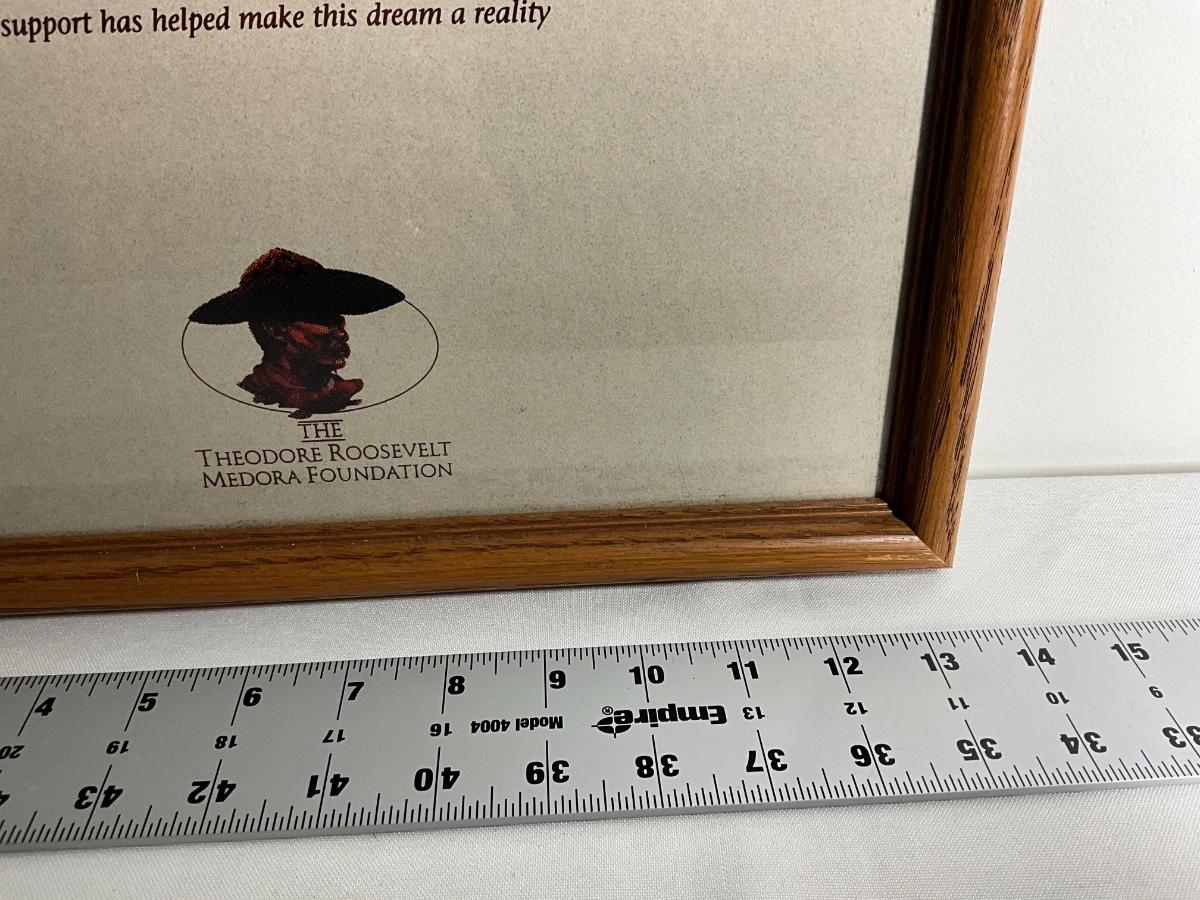 support has helped make this dream a reality
THE
THEODORE ROOSEVELT
MEDORA FOUNDATION
4 5 6 7 8 9 10 11 12 13 14 15
20 19 18 17 16 Model 4004 Empire® 13 12 11 10 9
43 42 41 40 39 38 37 36 35 34 33